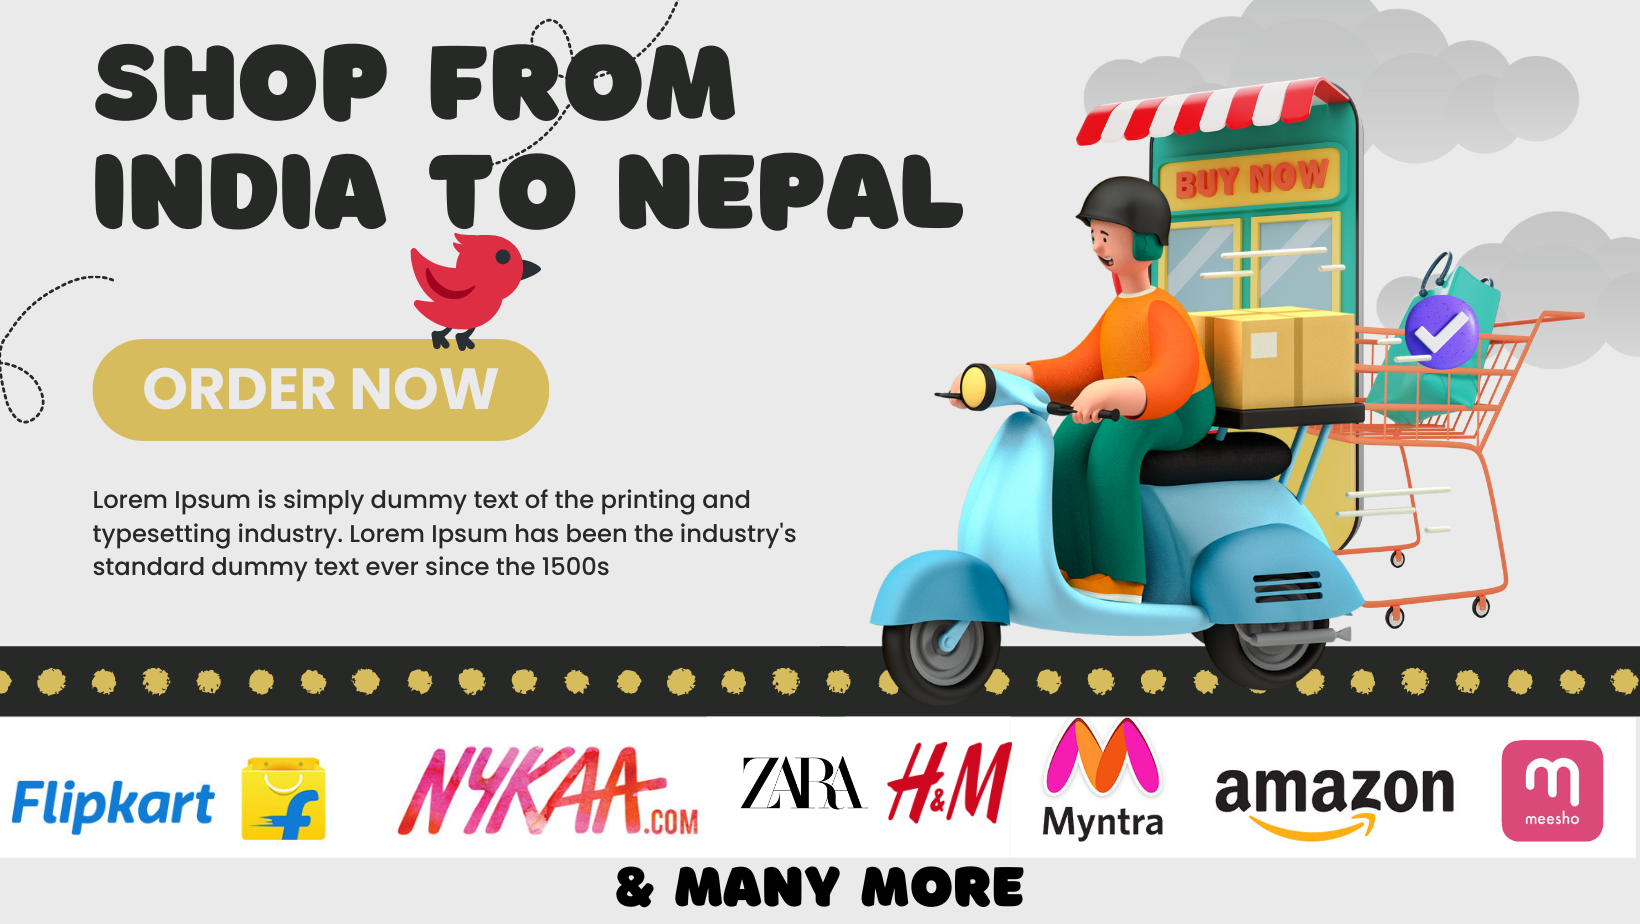 SHOP FROM
INDIA TO NEPAL
BUY NOW
ORDER NOW
Lorem Ipsum is simply dummy text of the printing and
typesetting industry. Lorem Ipsum has been the industry's
standard dummy text ever since the 1500s
Flipkart f NYKAA.COM ZARA H&M Myntra amazon meesho
& MANY MORE